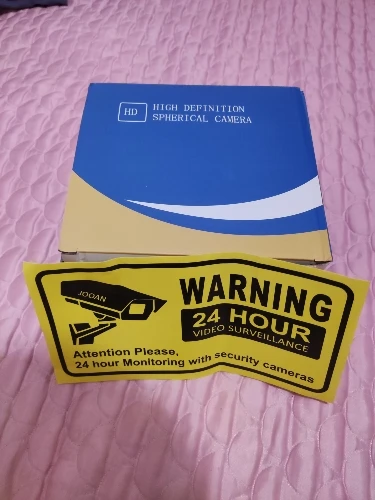 HD
HIGH DEFINITION
SPHERICAL CAMERA
JOOAN
WARNING
24 HOUR
VIDEO SURVEILLANCE
Attention Please,
24 hour Monitoring with security cameras